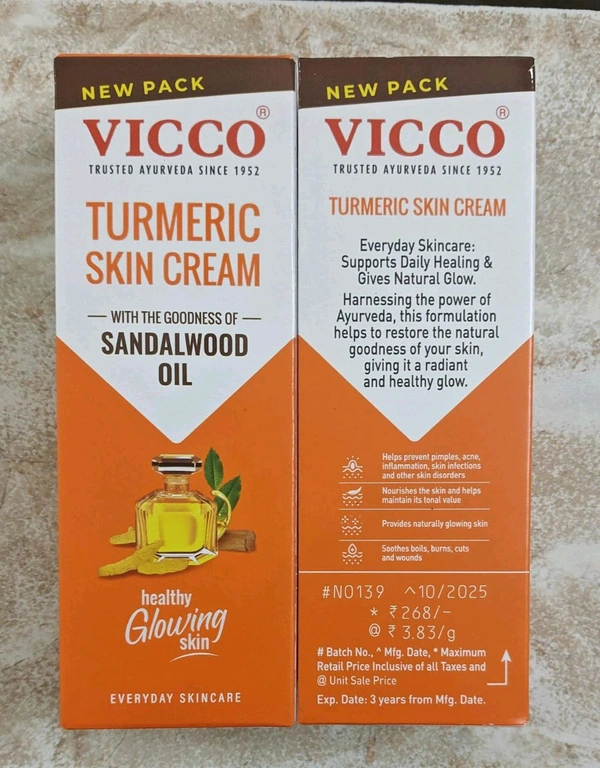 NEW PACK
VICCO®
TRUSTED AYURVEDA SINCE 1952
TURMERIC
SKIN CREAM
WITH THE GOODNESS OF
SANDALWOOD
OIL
healthy
Glowing
skin
EVERYDAY SKINCARE
NEW PACK
VICCO®
TRUSTED AYURVEDA SINCE 1952
TURMERIC SKIN CREAM
Everyday Skincare:
Supports Daily Healing &
Gives Natural Glow.
Harnessing the power of
Ayurveda, this formulation
helps to restore the natural
goodness of your skin,
giving it a radiant
and healthy glow.
Helps prevent pimples, acne,
inflammation, skin infections
and other skin disorders
Nourishes the skin and helps
maintain its tonal value
Provides naturally glowing skin
Soothes boils, burns, cuts
and wounds
#NO139 ^10/2025
* ₹268/-
@ ₹ 3.83/g
# Batch No., ^ Mfg. Date, * Maximum
Retail Price Inclusive of all Taxes and
@ Unit Sale Price
Exp. Date: 3 years from Mfg. Date.